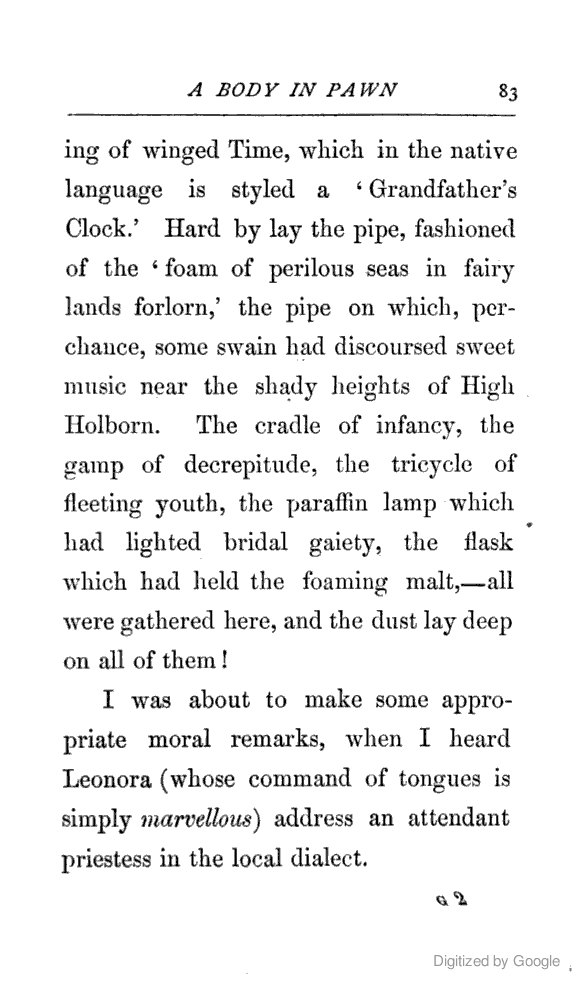 A BODY IN PAWN 83
ing of winged Time, which in the native
language is styled a ‘Grandfather’s
Clock.’ Hard by lay the pipe, fashioned
of the ‘foam of perilous seas in fairy
lands forlorn,’ the pipe on which, per-
chance, some swain had discoursed sweet
music near the shady heights of High
Holborn. The cradle of infancy, the
gamp of decrepitude, the tricycle of
fleeting youth, the paraffin lamp which
had lighted bridal gaiety, the flask
which had held the foaming malt,—all
were gathered here, and the dust lay deep
on all of them!
I was about to make some appro-
priate moral remarks, when I heard
Leonora (whose command of tongues is
simply marvellous) address an attendant
priestess in the local dialect.
G 2
Digitized by Google